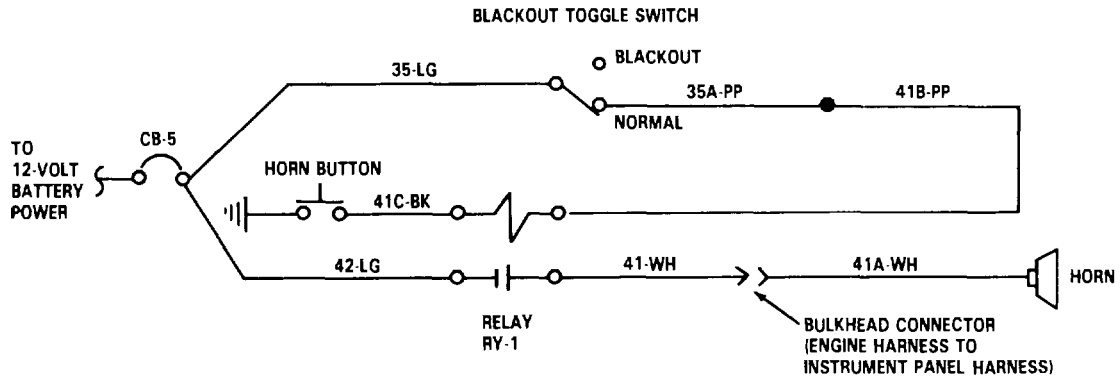 BLACKOUT TOGGLE SWITCH
BLACKOUT
35-LG
35A-PP
41B-PP
NORMAL
CB-5
TO
12-VOLT
BATTERY
POWER
HORN BUTTON
41C-BK
42-LG
41-WH
41A-WH
HORN
RELAY
RY-1
BULKHEAD CONNECTOR
(ENGINE HARNESS TO
INSTRUMENT PANEL HARNESS)